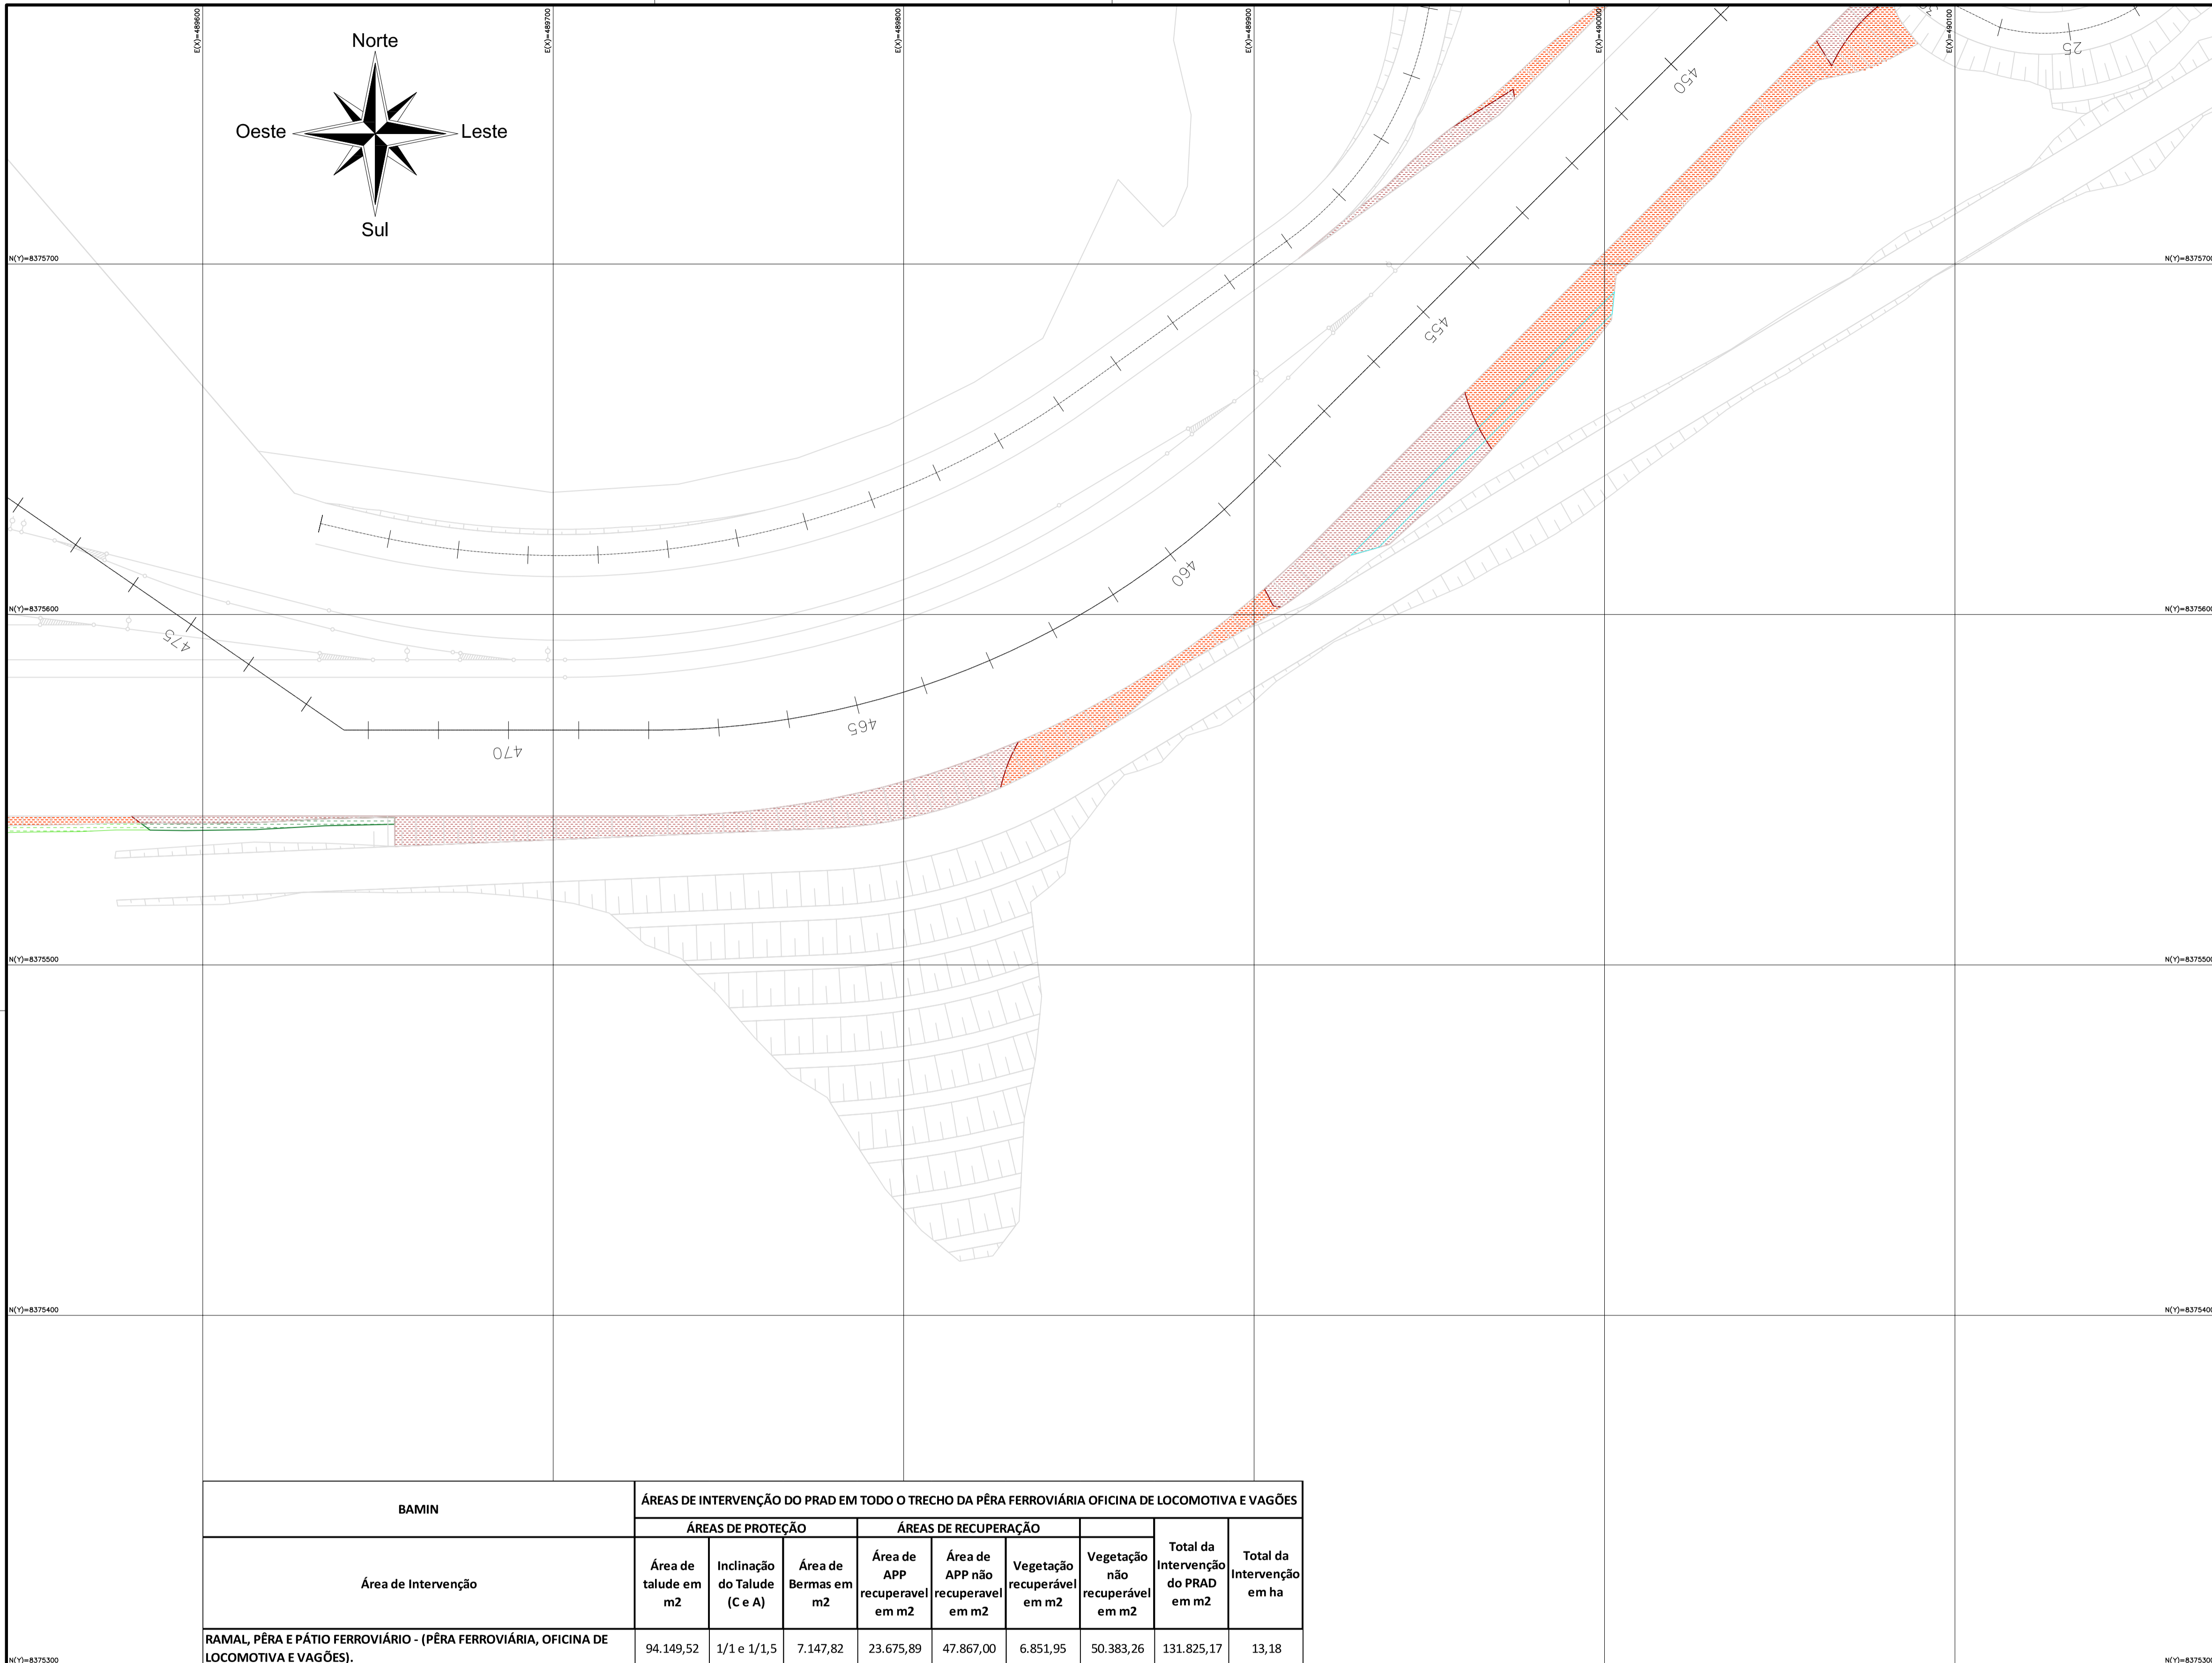 E(X)=489600
E(X)=489700
E(X)=489800
E(X)=489900
E(X)=490000
E(X)=490100
Norte
Oeste
Leste
Sul
25
450
N(Y)=8375700
N(Y)=8375700
455
460
N(Y)=8375600
N(Y)=8375600
475
465
470
N(Y)=8375500
N(Y)=8375500
N(Y)=8375400
N(Y)=8375400
BAMIN
ÁREAS DE INTERVENÇÃO DO PRAD EM TODO O TRECHO DA PÊRA FERROVIÁRIA OFICINA DE LOCOMOTIVA E VAGÕES
ÁREAS DE PROTEÇÃO
ÁREAS DE RECUPERAÇÃO
Área de Intervenção
Área de
talude em
m2
Inclinação
do Talude
(C e A)
Área de
Bermas em
m2
Área de
APP
recuperavel
em m2
Área de
APP não
recuperavel
em m2
Vegetação
recuperável
em m2
Vegetação
não
recuperável
em m2
Total da
Intervenção
do PRAD
em m2
Total da
Intervenção
em ha
RAMAL, PÊRA E PÁTIO FERROVIÁRIO - (PÊRA FERROVIÁRIA, OFICINA DE
LOCOMOTIVA E VAGÕES).
94.149,52
1/1 e 1/1,5
7.147,82
23.675,89
47.867,00
6.851,95
50.383,26
131.825,17
13,18
N(Y)=8375300
N(Y)=8375300